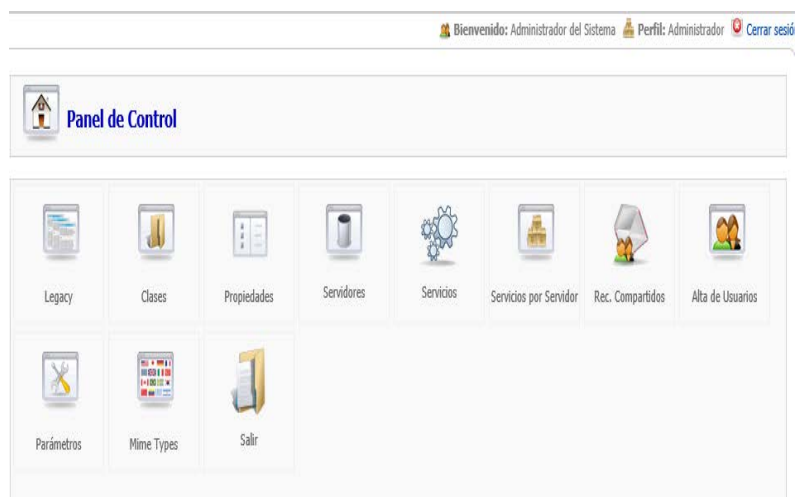 Bienvenido: Administrador del Sistema Perfil: Administrador Cerrar sesió
Panel de Control
Legacy Clases Propiedades Servidores Servicios Servicios por Servidor Rec. Compartidos Alta de Usuarios
Parámetros Mime Types Salir